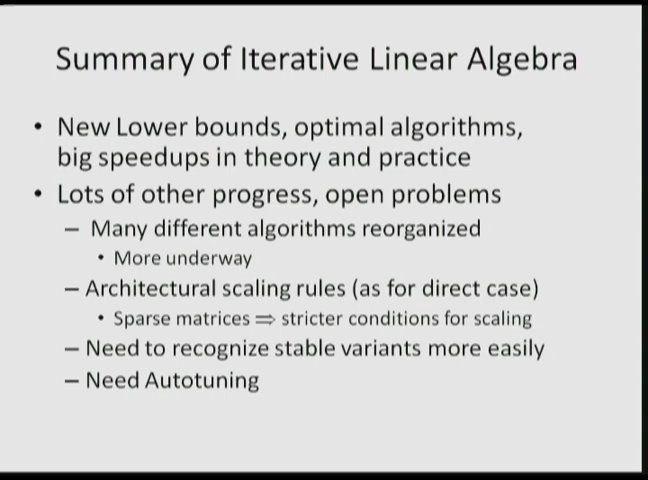 Summary of Iterative Linear Algebra
• New Lower bounds, optimal algorithms,
big speedups in theory and practice
• Lots of other progress, open problems
– Many different algorithms reorganized
• More underway
– Architectural scaling rules (as for direct case)
• Sparse matrices ⇒ stricter conditions for scaling
– Need to recognize stable variants more easily
– Need Autotuning